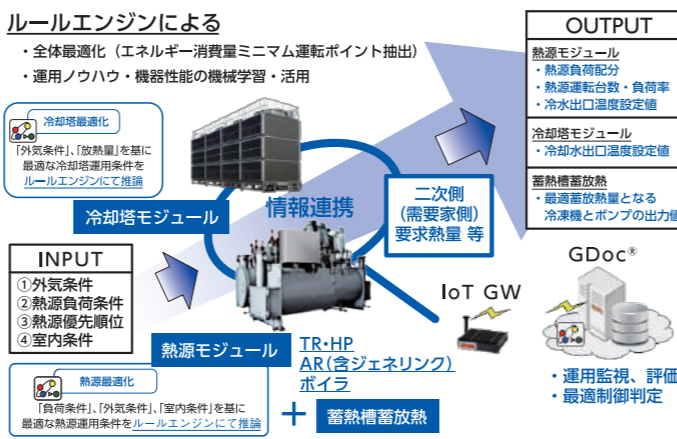 ルールエンジンによる
・全体最適化（エネルギー消費量ミニマム運転ポイント抽出）
・運用ノウハウ・機器性能の機械学習・活用
冷却塔最適化
「外気条件」、「放熱量」を基に
最適な冷却塔運用条件を
ルールエンジンにて推論
冷却塔モジュール
情報連携
二次側
（需要家側）
要求熱量 等
OUTPUT
熱源モジュール
・熱源負荷配分
・熱源運転台数・負荷率
・冷水出口温度設定値
冷却塔モジュール
・冷却水出口温度設定値
蓄熱槽蓄放熱
・最適蓄放熱量となる
冷凍機とポンプの出力値
INPUT
①外気条件
②熱源負荷条件
③熱源優先順位
④室内条件
熱源モジュール
TR・HP
AR（含ジェネリンク）
ボイラ
＋
蓄熱槽蓄放熱
熱源最適化
「負荷条件」、「外気条件」、「室内条件」を基に
最適な熱源運用条件をルールエンジンにて推論
IoT GW
GDoc®
・運用監視、評価
・最適制御判定